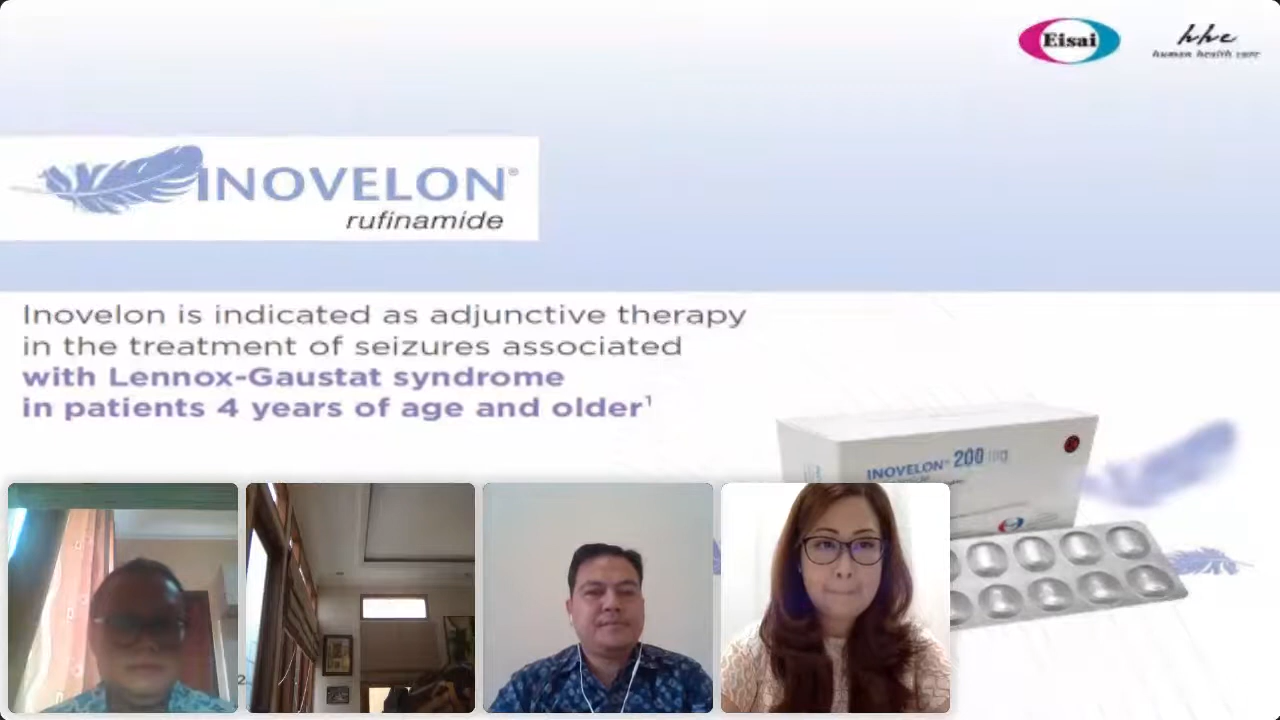 Eisai
hhc
human health care
INOVELON®
rufinamide
Inovelon is indicated as adjunctive therapy
in the treatment of seizures associated
with Lennox-Gaustat syndrome
in patients 4 years of age and older¹
INOVELON® 200 mg
2